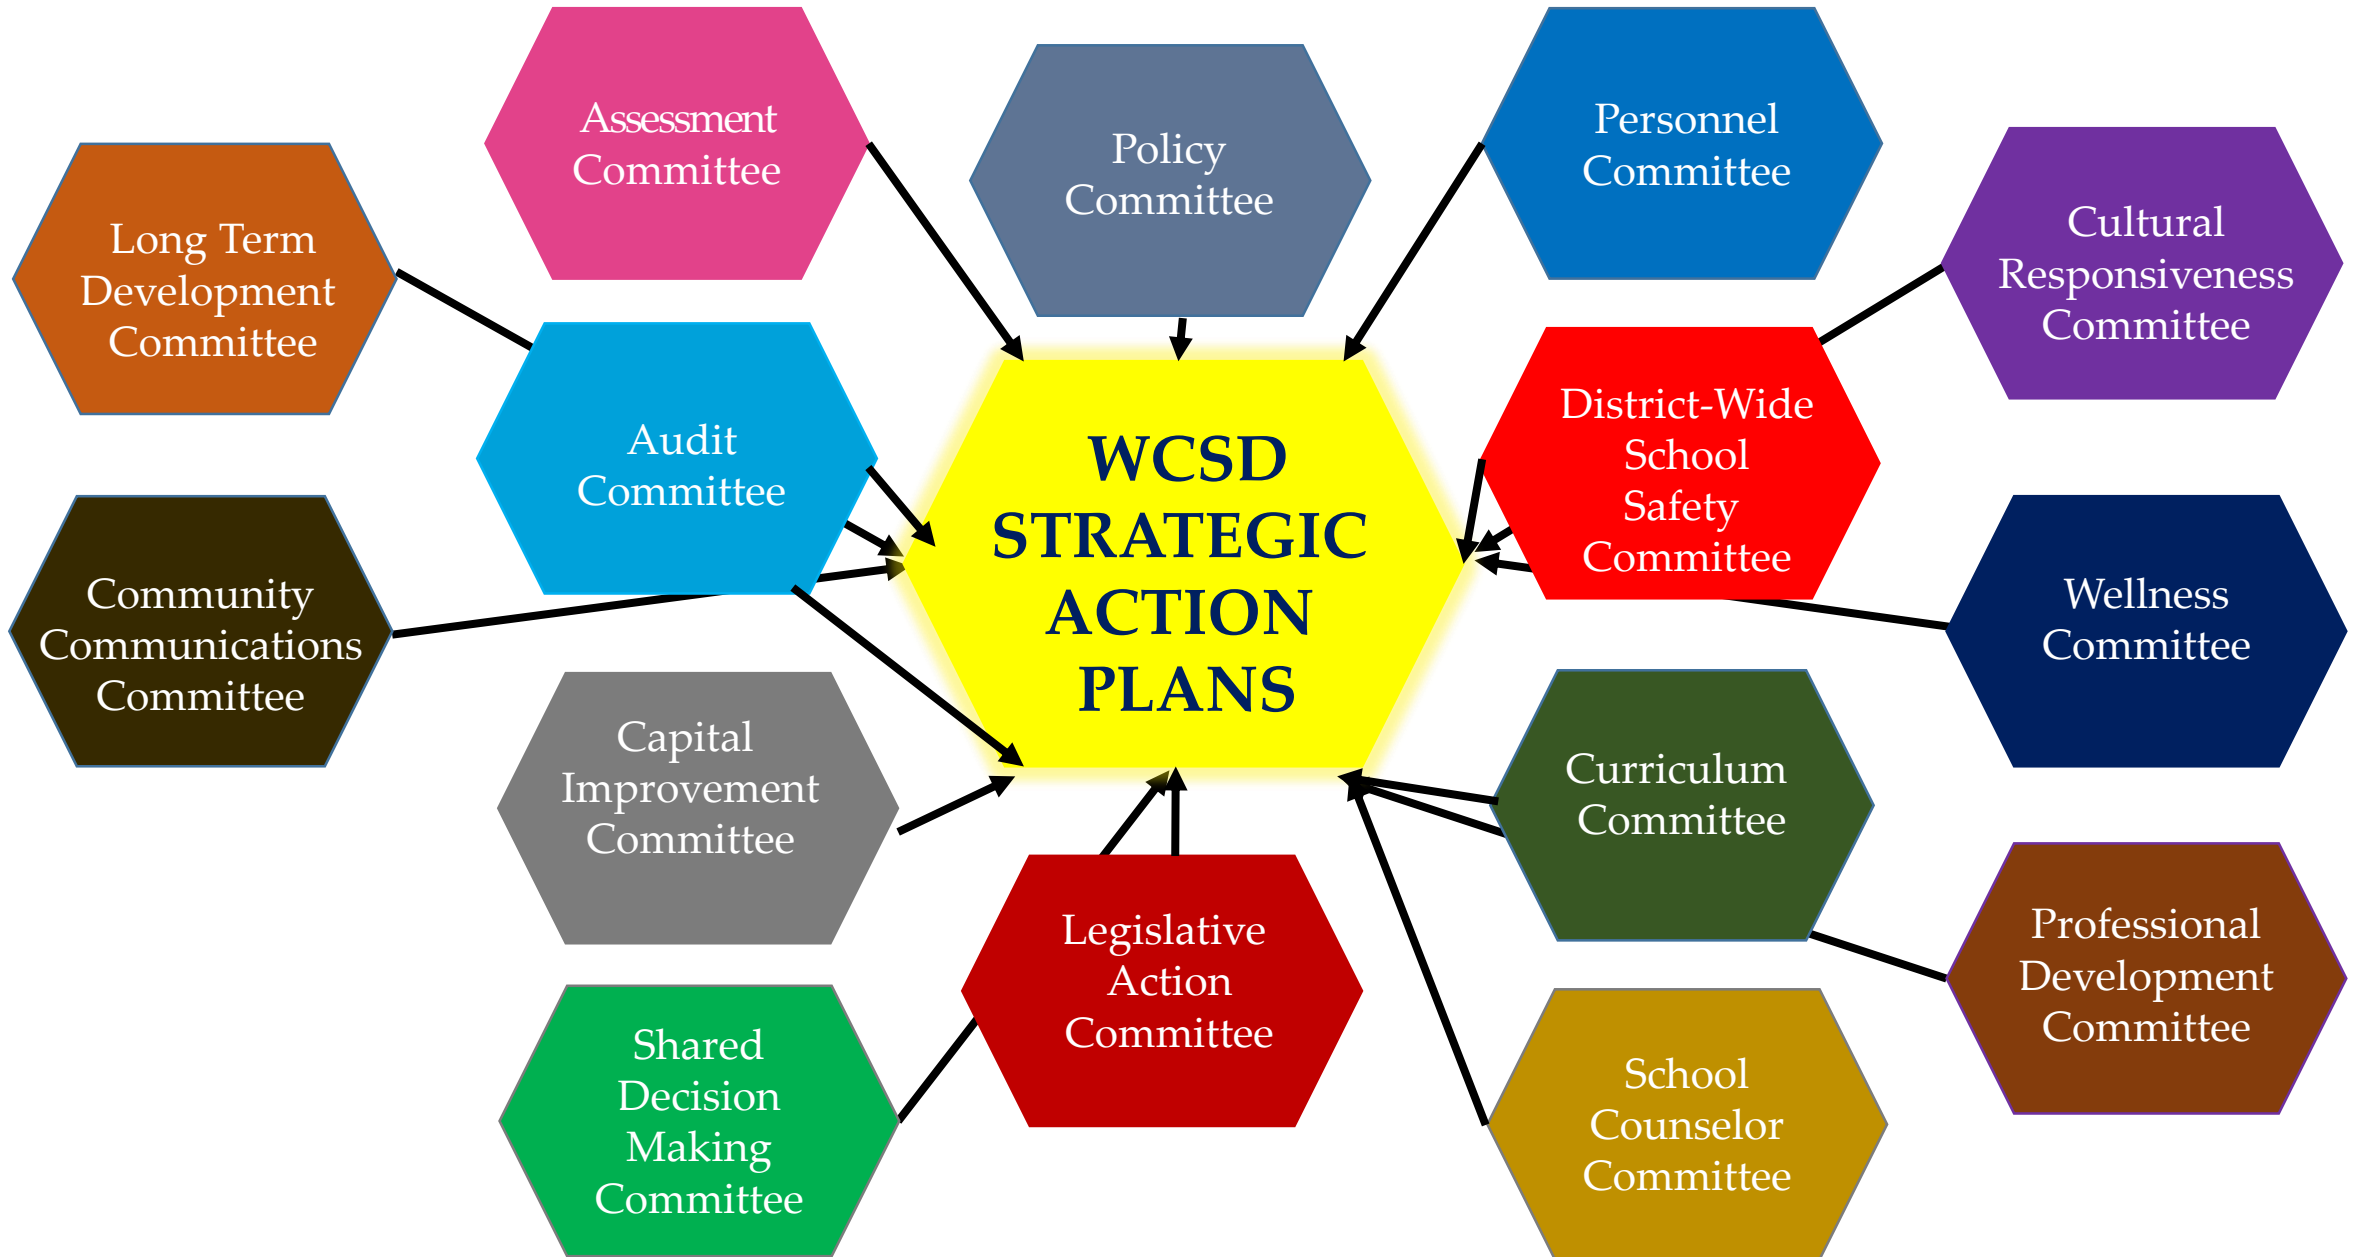 Assessment
Committee
Policy
Committee
Personnel
Committee
Long Term
Development
Committee
Cultural
Responsiveness
Committee
Audit
Committee
WCSD
STRATEGIC
ACTION
PLANS
District-Wide
School
Safety
Committee
Community
Communications
Committee
Wellness
Committee
Capital
Improvement
Committee
Curriculum
Committee
Legislative
Action
Committee
Professional
Development
Committee
Shared
Decision
Making
Committee
School
Counselor
Committee